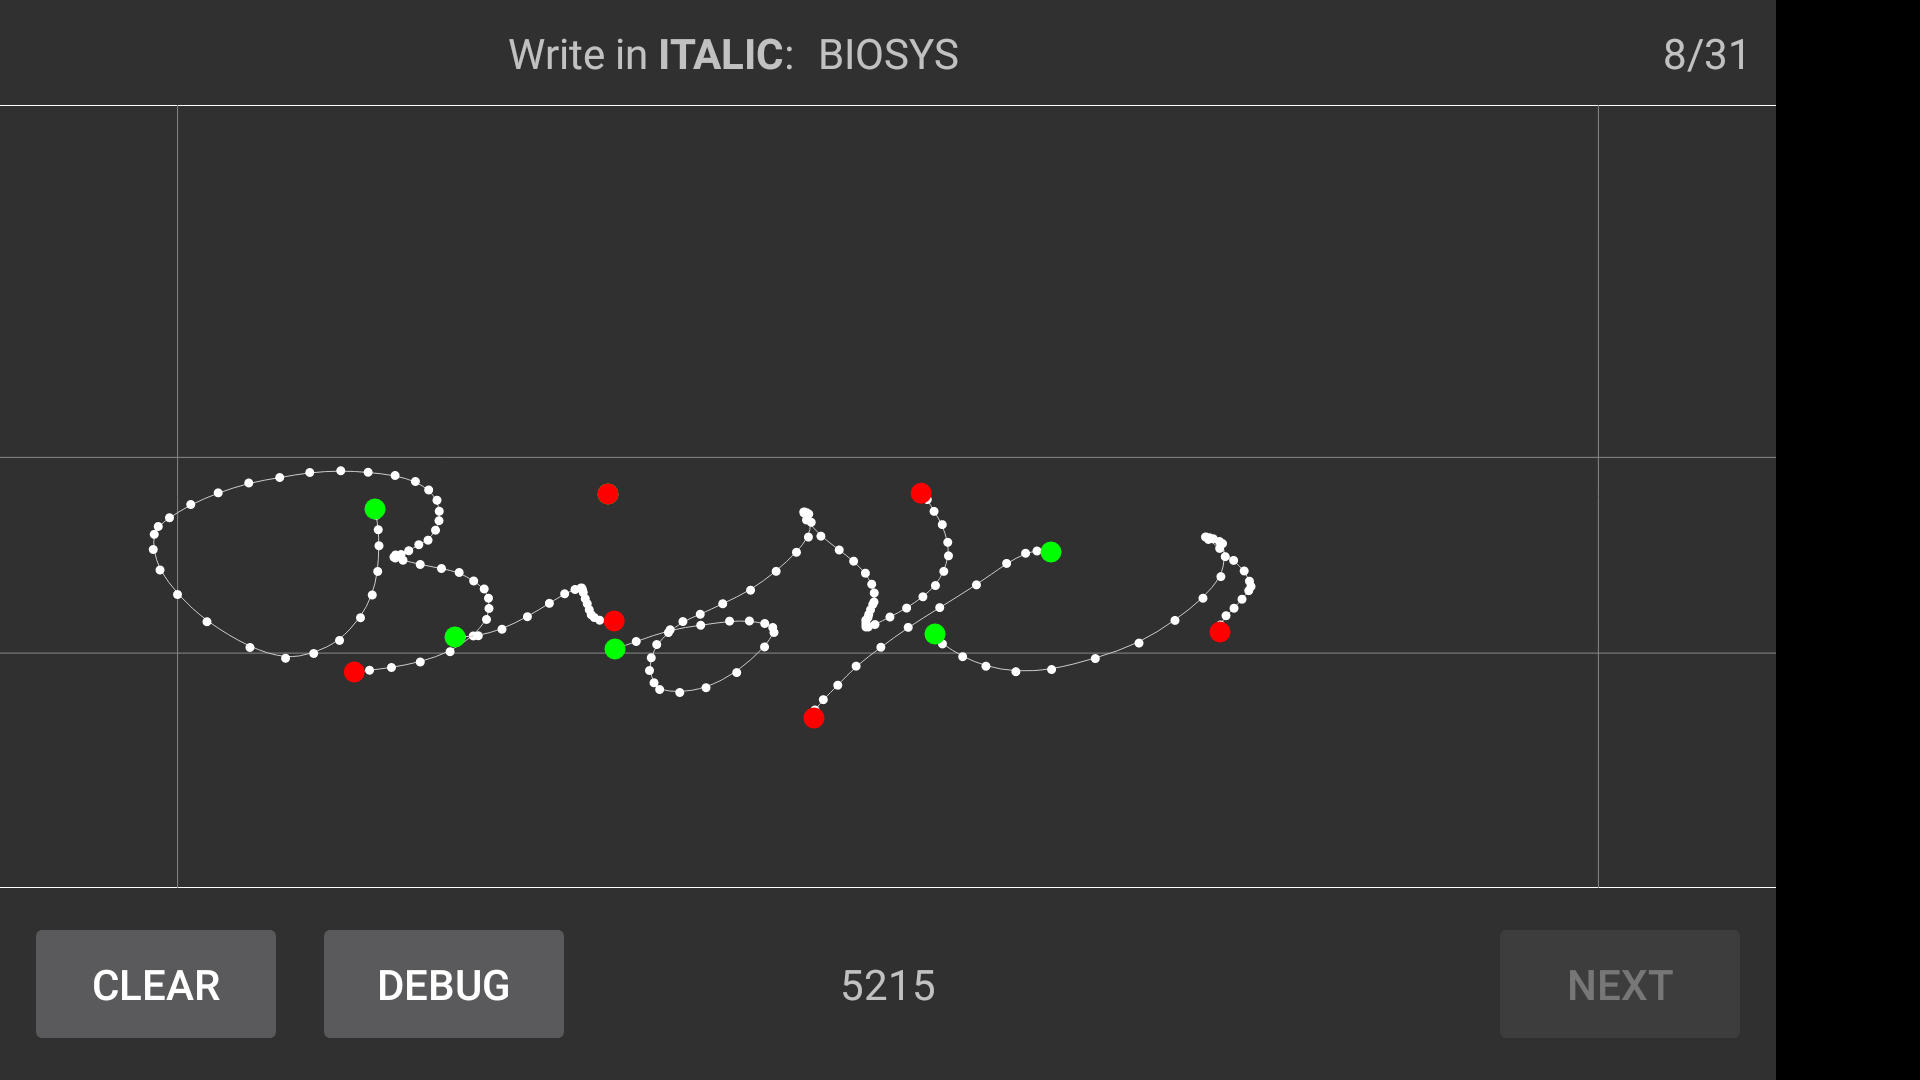 Write in ITALIC: BIOSYS
8/31
Biosys
CLEAR
DEBUG
5215
NEXT